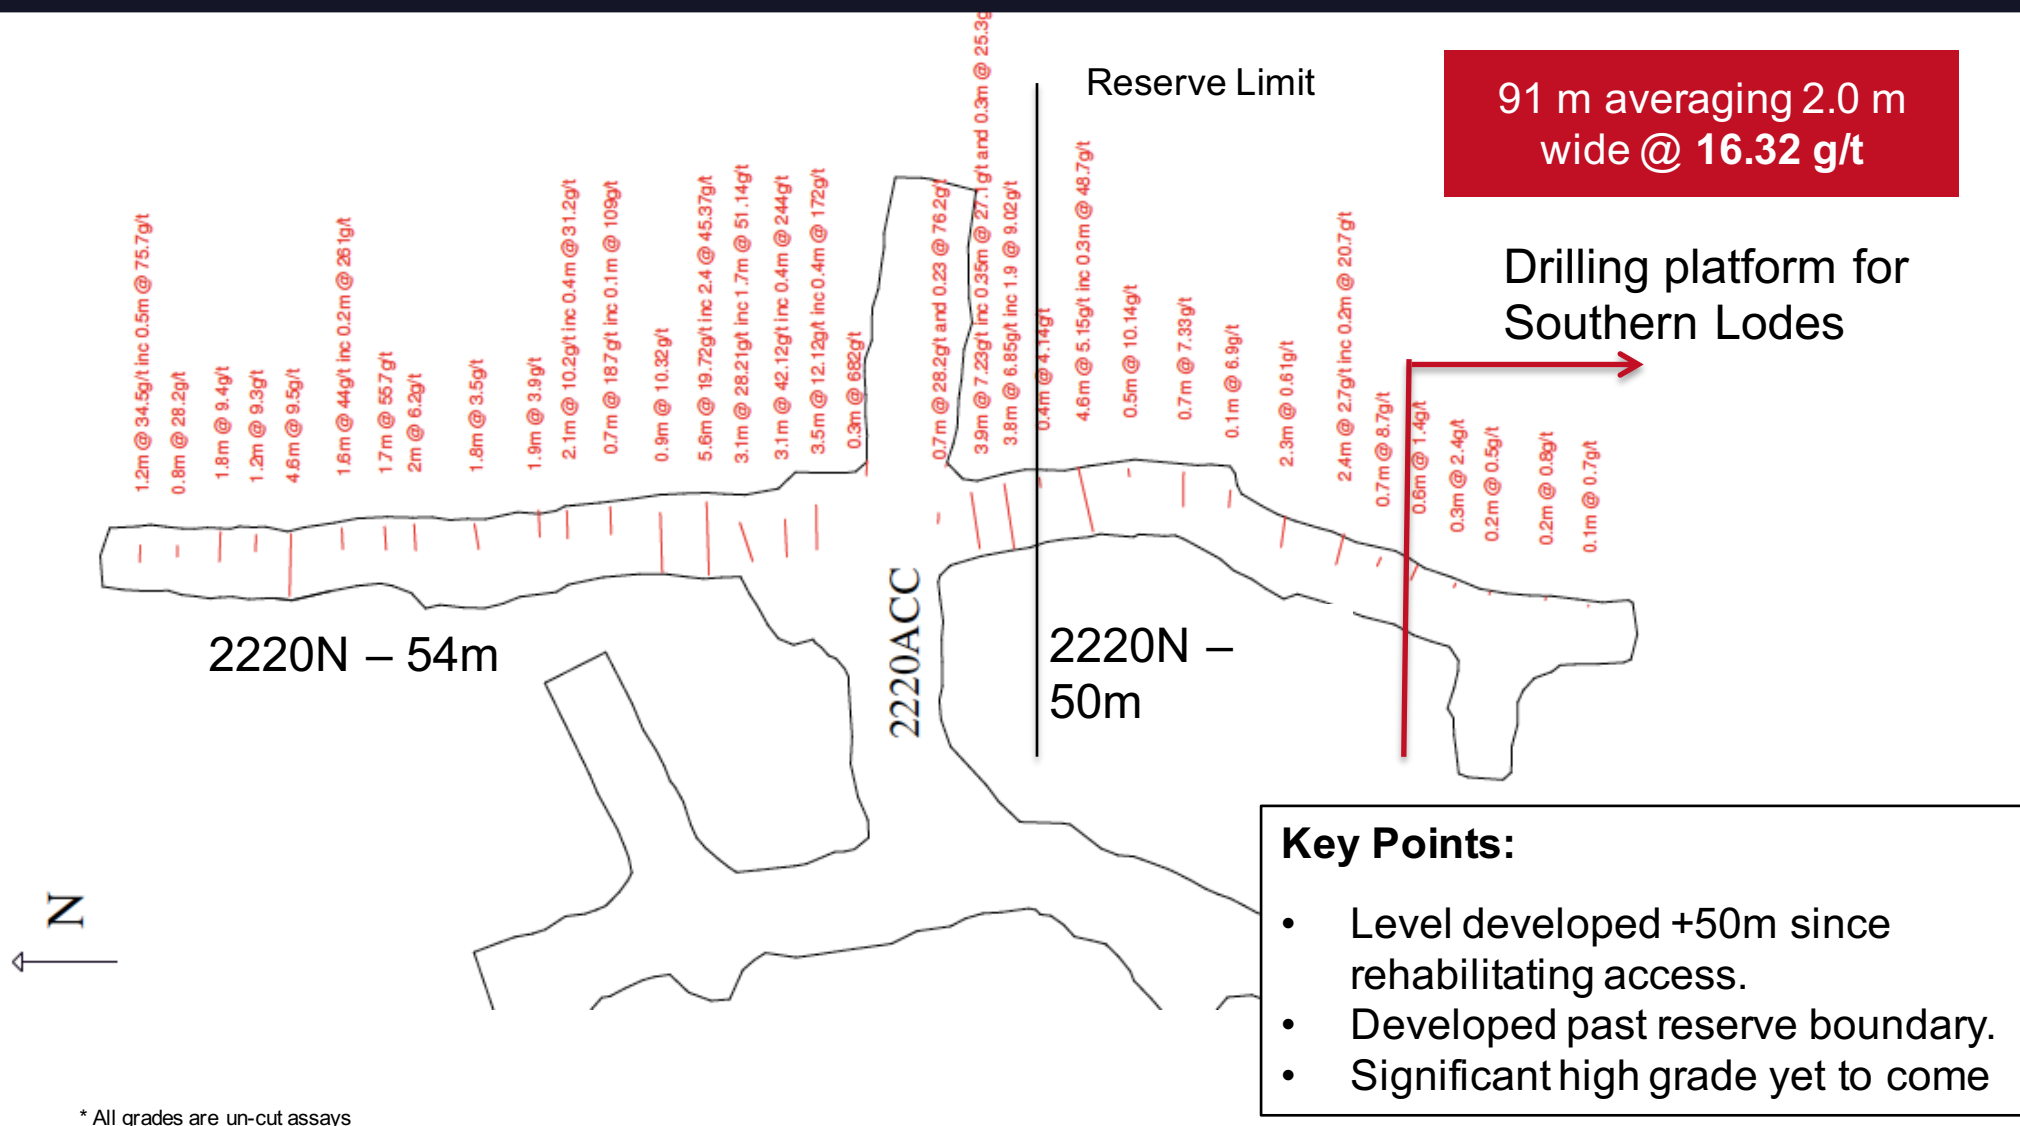 Reserve Limit
91 m averaging 2.0 m
wide @ 16.32 g/t
Drilling platform for
Southern Lodes
1.2m @ 34.5g/t inc 0.5m @ 75.7g/t
0.8m @ 28.2g/t
1.8m @ 9.4g/t
1.2m @ 9.3g/t
4.6m @ 9.5g/t
1.6m @ 44g/t inc 0.2m @ 261g/t
17m @ 557g/t
2m @ 6.2g/t
1.8m @ 3.5g/t
1.9m @ 3.9g/t
2.1m @ 10.2g/t inc 0.4m @ 31.2g/t
0.7m @ 187g/t inc 0.1m @ 109g/t
0.9m @ 10.32g/t
5.6m @ 19.72g/t inc 2.4 @ 45.37g/t
3.1m @ 28.21g/t inc 1.7m @ 51.14g/t
3.1m @ 42.12g/t inc 0.4m @ 244g/t
3.5m @ 12.12g/t inc 0.4m @ 172g/t
0.3m @ 682g/t
0.7m @ 28.2g/t and 0.23 @ 76.2g/t
3.9m @ 7.23g/t inc 0.35m @ 27.1g/t and 0.3m @ 25.3g
3.8m @ 6.85g/t inc 1.9 @ 9.02g/t
0.4m @ 4.14g/t
4.6m @ 5.15g/t inc 0.3m @ 48.7g/t
0.5m @ 10.14g/t
0.7m @ 7.33g/t
0.1m @ 6.9g/t
2.3m @ 0.61g/t
2.4m @ 2.7g/t inc 0.2m @ 20.7g/t
0.7m @ 8.7g/t
0.6m @ 1.4g/t
0.3m @ 2.4g/t
0.2m @ 0.5g/t
0.2m @ 0.8g/t
0.1m @ 0.7g/t
2220N – 54m
2220ACC
2220N –
50m
N
Key Points:
• Level developed +50m since
rehabilitating access.
• Developed past reserve boundary.
• Significant high grade yet to come
* All grades are un-cut assays